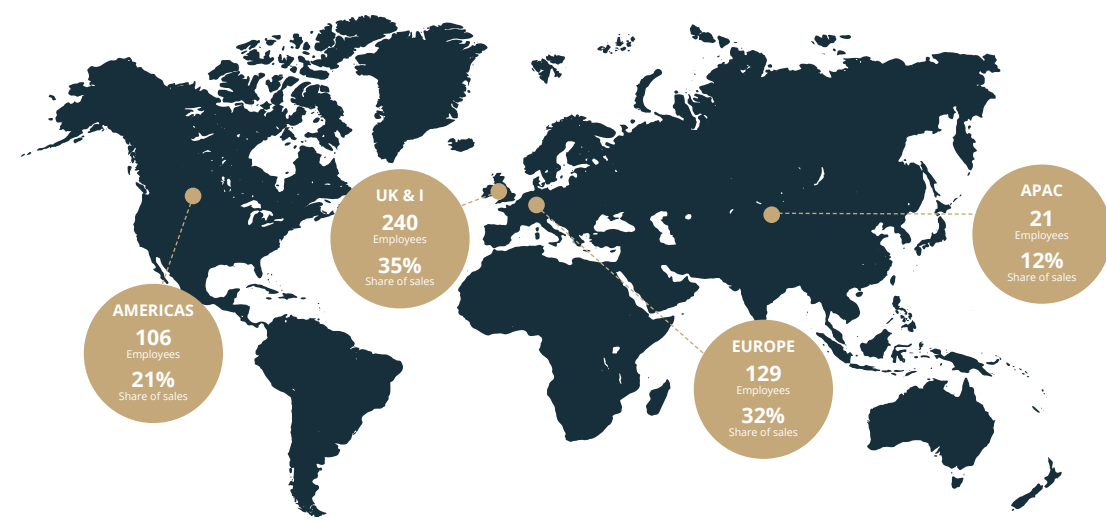 UK & I
240
Employees
35%
Share of sales
APAC
21
Employees
12%
Share of sales
AMERICAS
106
Employees
21%
Share of sales
EUROPE
129
Employees
32%
Share of sales